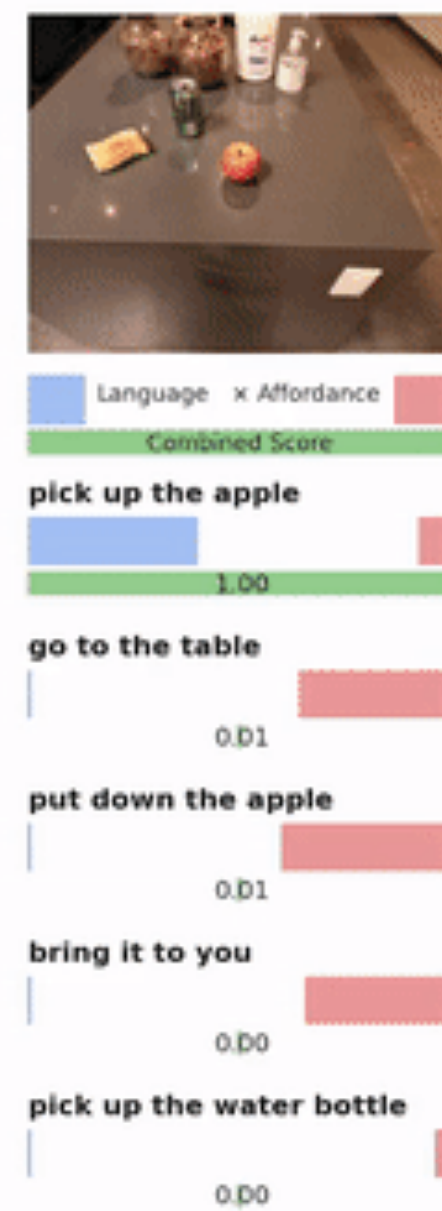 Language × Affordance
Combined Score
pick up the apple
1.00
go to the table
0.01
put down the apple
0.01
bring it to you
0.00
pick up the water bottle
0.00